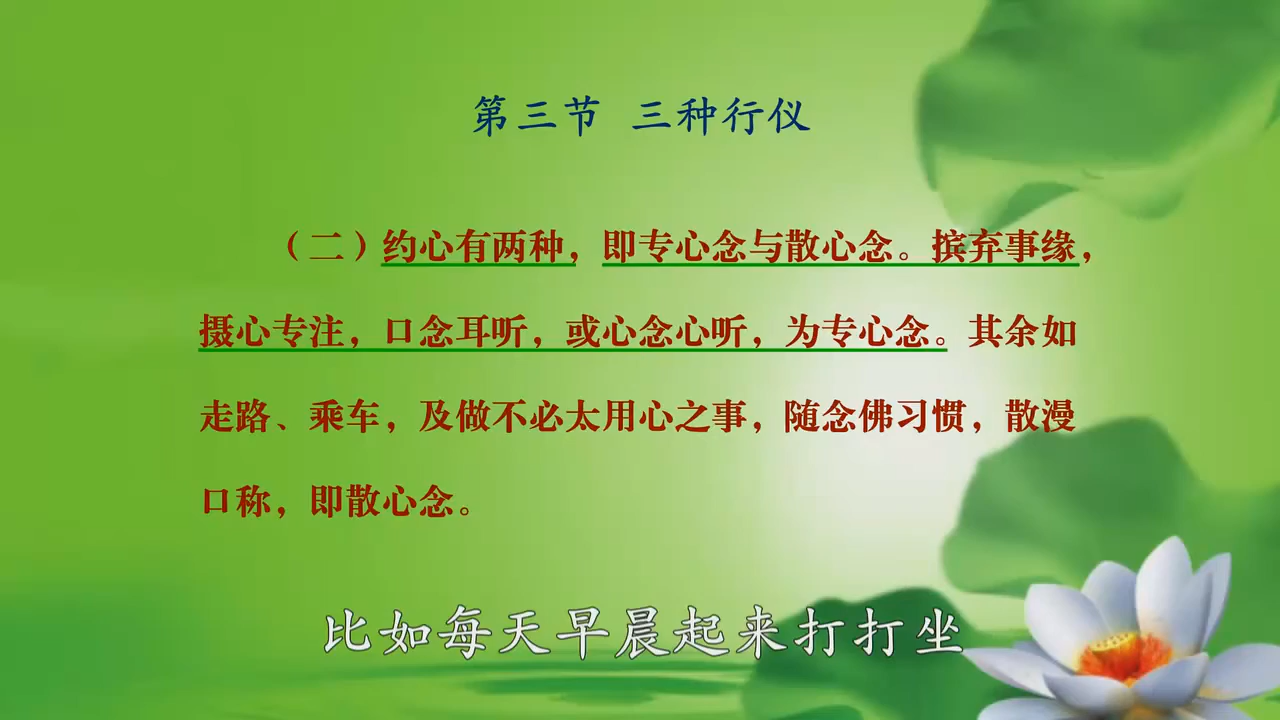 第三节 三种行仪
（二）约心有两种，即专心念与散心念。摈弃事缘，
摄心专注，口念耳听，或心念心听，为专心念。其余如
走路、乘车，及做不必太用心之事，随念佛习惯，散漫
口称，即散心念。
比如每天早晨起来打打坐